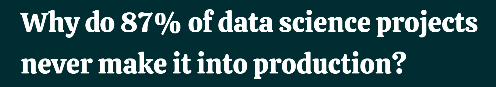 Why do 87% of data science projects
never make it into production?